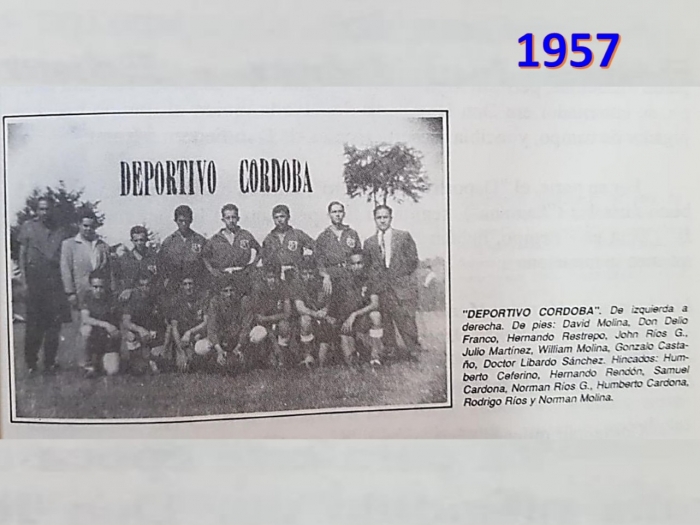 1957
DEPORTIVO CORDOBA
"DEPORTIVO CORDOBA". De izquierda a
derecha. De pies: David Molina, Don Delio
Franco, Hernando Restrepo, John Ríos G.,
Julio Martínez, William Molina, Gonzalo Casta-
ño, Doctor Libardo Sánchez. Hincados: Hum-
berto Ceferino, Hernando Rendón, Samuel
Cardona, Norman Ríos G., Humberto Cardona,
Rodrigo Ríos y Norman Molina.